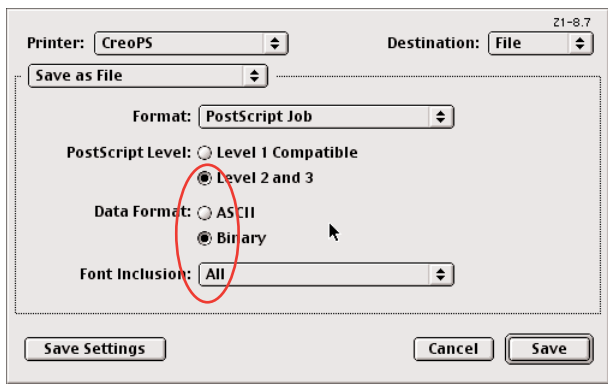 Z1-8.7
Printer: CreoPS Destination: File
Save as File
Format: PostScript Job
PostScript Level: Level 1 Compatible
Level 2 and 3
Data Format: ASCII
Binary
Font Inclusion: All
Save Settings Cancel Save